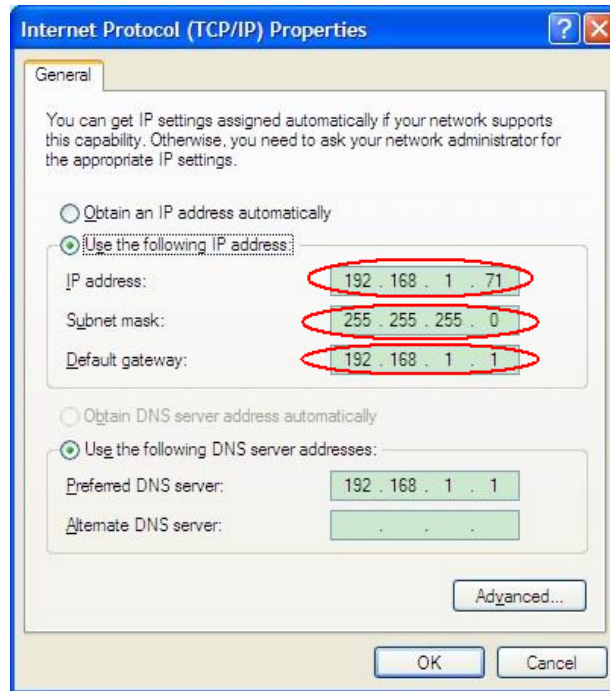 Internet Protocol (TCP/IP) Properties
General
You can get IP settings assigned automatically if your network supports
this capability. Otherwise, you need to ask your network administrator for
the appropriate IP settings.
Obtain an IP address automatically
Use the following IP address:
IP address: 192 . 168 . 1 . 71
Subnet mask: 255 . 255 . 255 . 0
Default gateway: 192 . 168 . 1 . 1
Obtain DNS server address automatically
Use the following DNS server addresses:
Preferred DNS server: 192 . 168 . 1 . 1
Alternate DNS server: . . .
Advanced...
OK Cancel